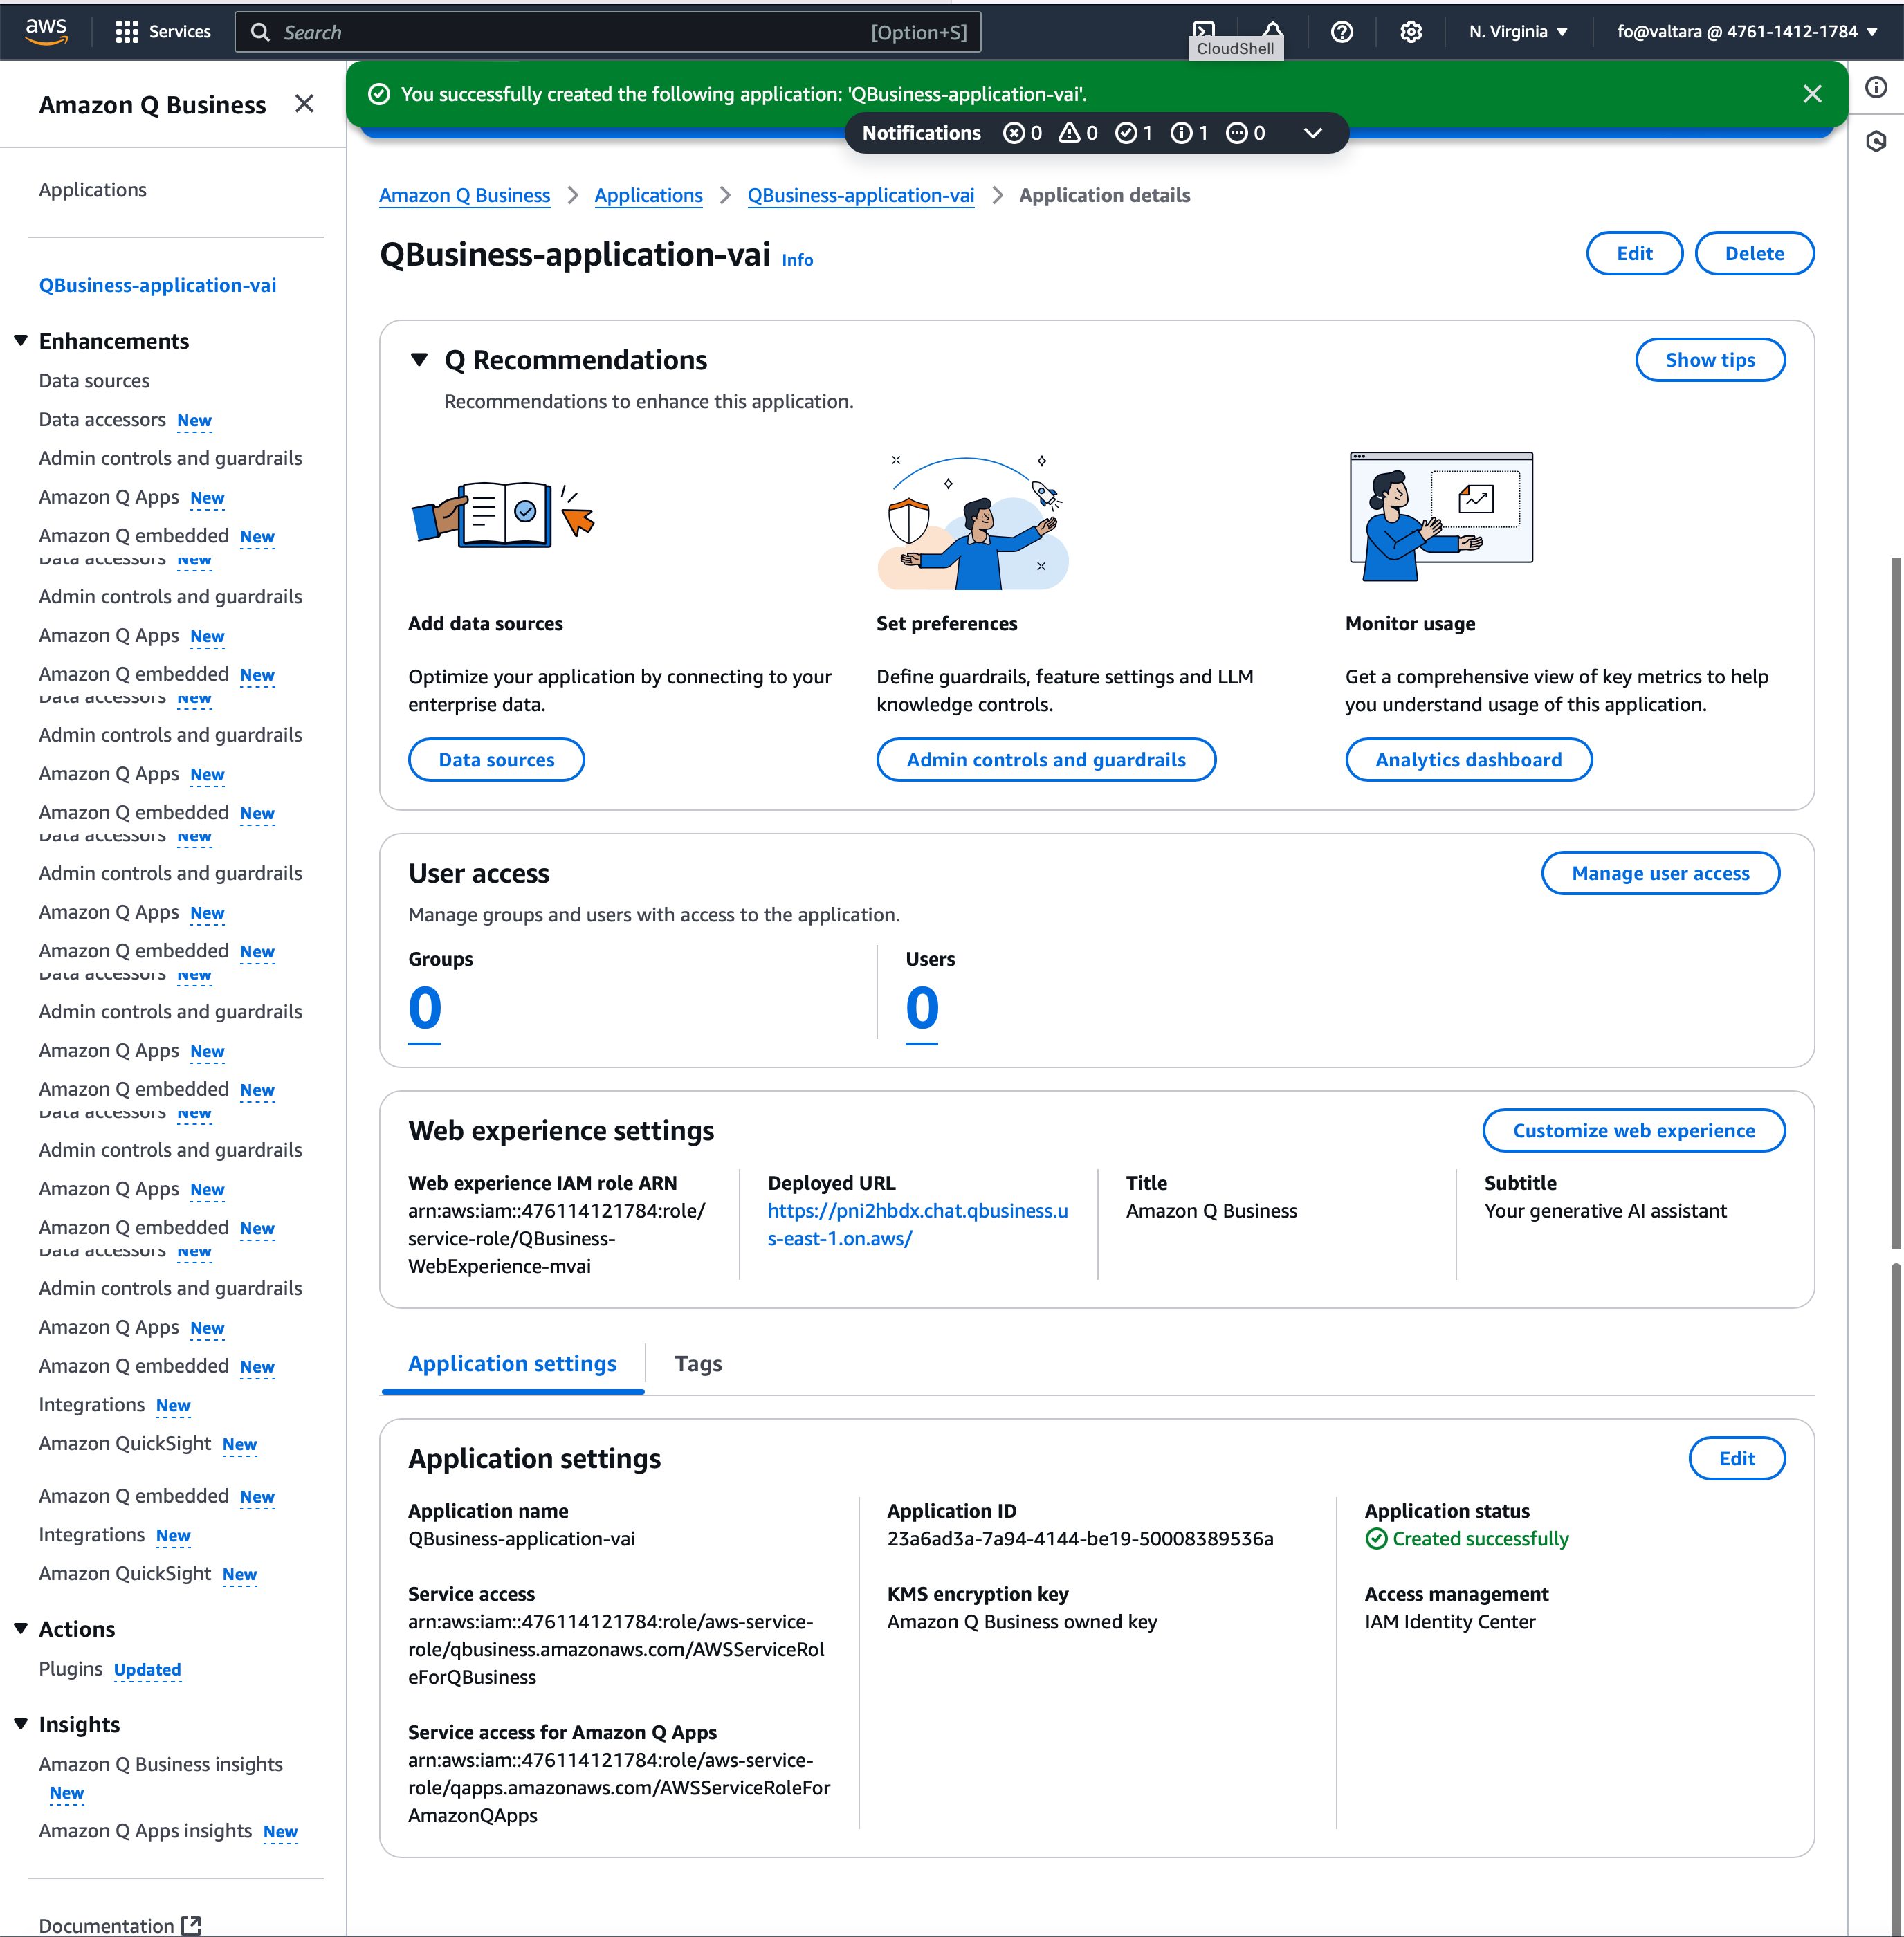 aws
Services
Search
[Option+S]
CloudShell
N. Virginia
fo@valtara @ 4761-1412-1784
Amazon Q Business
Applications
QBusiness-application-vai
Enhancements
Data sources
Data accessors New
Admin controls and guardrails
Amazon Q Apps New
Amazon Q embedded New
Data accessors New
Admin controls and guardrails
Amazon Q Apps New
Amazon Q embedded New
Data accessors New
Admin controls and guardrails
Amazon Q Apps New
Amazon Q embedded New
Data accessors New
Admin controls and guardrails
Amazon Q Apps New
Amazon Q embedded New
Data accessors New
Admin controls and guardrails
Amazon Q Apps New
Amazon Q embedded New
Data accessors New
Admin controls and guardrails
Amazon Q Apps New
Amazon Q embedded New
Data accessors New
Admin controls and guardrails
Amazon Q Apps New
Amazon Q embedded New
Integrations New
Amazon QuickSight New
Amazon Q embedded New
Integrations New
Amazon QuickSight New
Actions
Plugins Updated
Insights
Amazon Q Business insights
New
Amazon Q Apps insights New
Documentation
You successfully created the following application: 'QBusiness-application-vai'.
Notifications 0 0 1 1 0
Amazon Q Business > Applications > QBusiness-application-vai > Application details
QBusiness-application-vai Info
Edit
Delete
Q Recommendations
Show tips
Recommendations to enhance this application.
Add data sources
Optimize your application by connecting to your
enterprise data.
Data sources
Set preferences
Define guardrails, feature settings and LLM
knowledge controls.
Admin controls and guardrails
Monitor usage
Get a comprehensive view of key metrics to help
you understand usage of this application.
Analytics dashboard
User access
Manage user access
Manage groups and users with access to the application.
Groups
0
Users
0
Web experience settings
Customize web experience
Web experience IAM role ARN
arn:aws:iam::476114121784:role/
service-role/QBusiness-
WebExperience-mvai
Deployed URL
https://pni2hbdx.chat.qbusiness.u
s-east-1.on.aws/
Title
Amazon Q Business
Subtitle
Your generative AI assistant
Application settings
Tags
Application settings
Edit
Application name
QBusiness-application-vai
Service access
arn:aws:iam::476114121784:role/aws-service-
role/qbusiness.amazonaws.com/AWSServiceRol
eForQBusiness
Service access for Amazon Q Apps
arn:aws:iam::476114121784:role/aws-service-
role/qapps.amazonaws.com/AWSServiceRoleFor
AmazonQApps
Application ID
23a6ad3a-7a94-4144-be19-50008389536a
KMS encryption key
Amazon Q Business owned key
Application status
Created successfully
Access management
IAM Identity Center